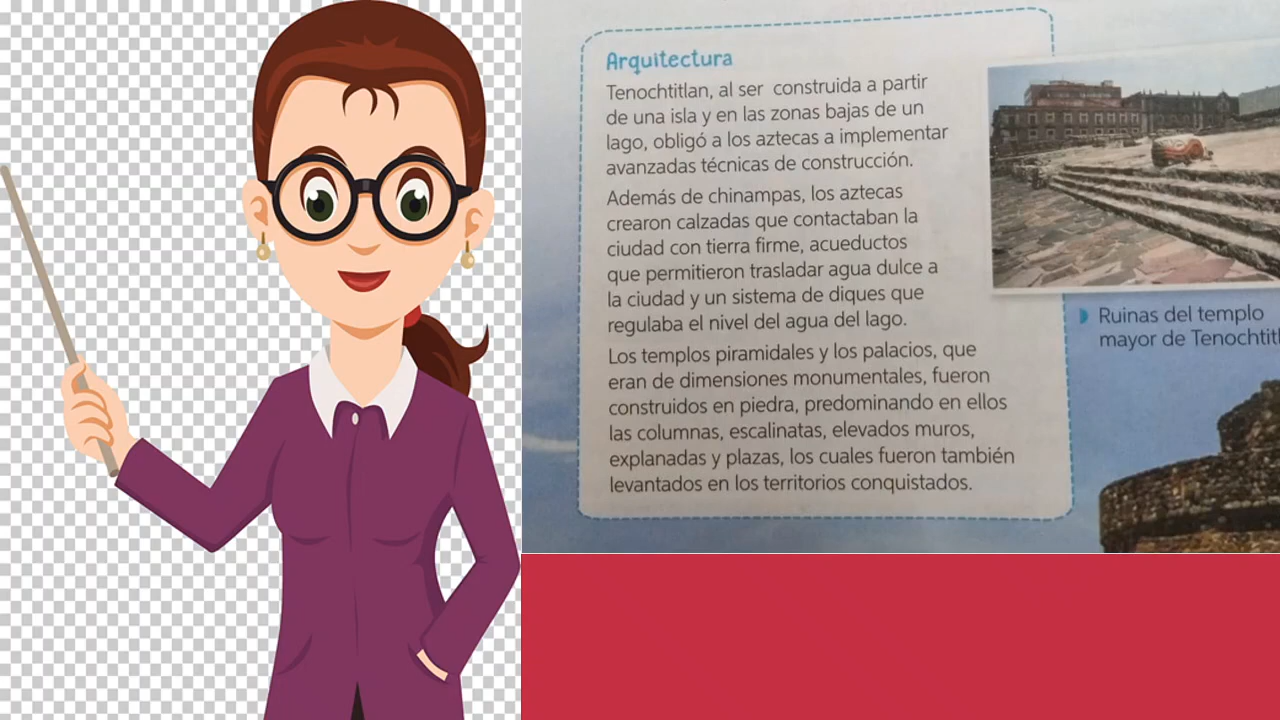 Arquitectura
Tenochtitlan, al ser construida a partir
de una isla y en las zonas bajas de un
lago, obligó a los aztecas a implementar
avanzadas técnicas de construcción.
Además de chinampas, los aztecas
crearon calzadas que contactaban la
ciudad con tierra firme, acueductos
que permitieron trasladar agua dulce a
la ciudad y un sistema de diques que
regulaba el nivel del agua del lago.
Los templos piramidales y los palacios, que
eran de dimensiones monumentales, fueron
construidos en piedra, predominando en ellos
las columnas, escalinatas, elevados muros,
explanadas y plazas, los cuales fueron también
levantados en los territorios conquistados.
Ruinas del templo
mayor de